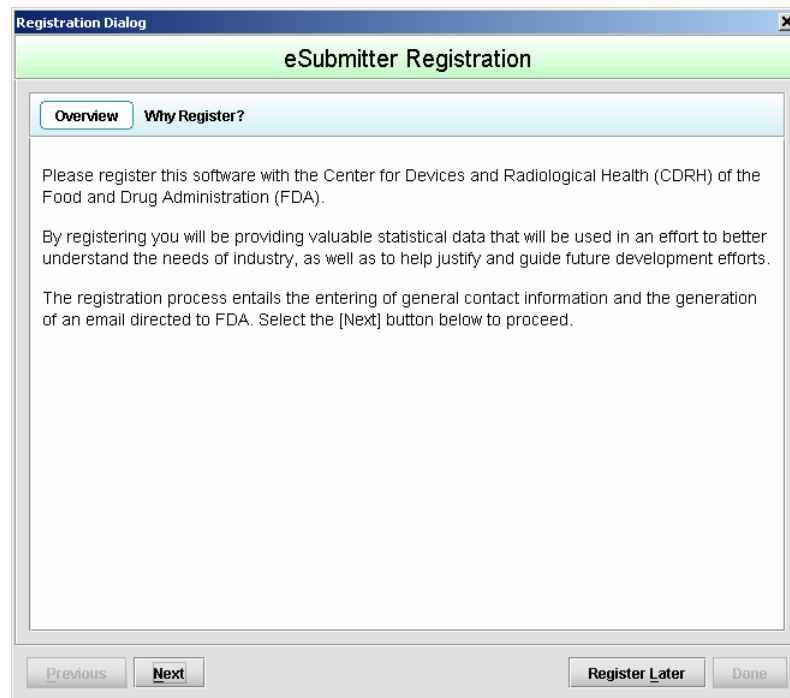 Registration Dialog
eSubmitter Registration
Overview Why Register?
Please register this software with the Center for Devices and Radiological Health (CDRH) of the
Food and Drug Administration (FDA).
By registering you will be providing valuable statistical data that will be used in an effort to better
understand the needs of industry, as well as to help justify and guide future development efforts.
The registration process entails the entering of general contact information and the generation
of an email directed to FDA. Select the [Next] button below to proceed.
Previous Next Register Later Done